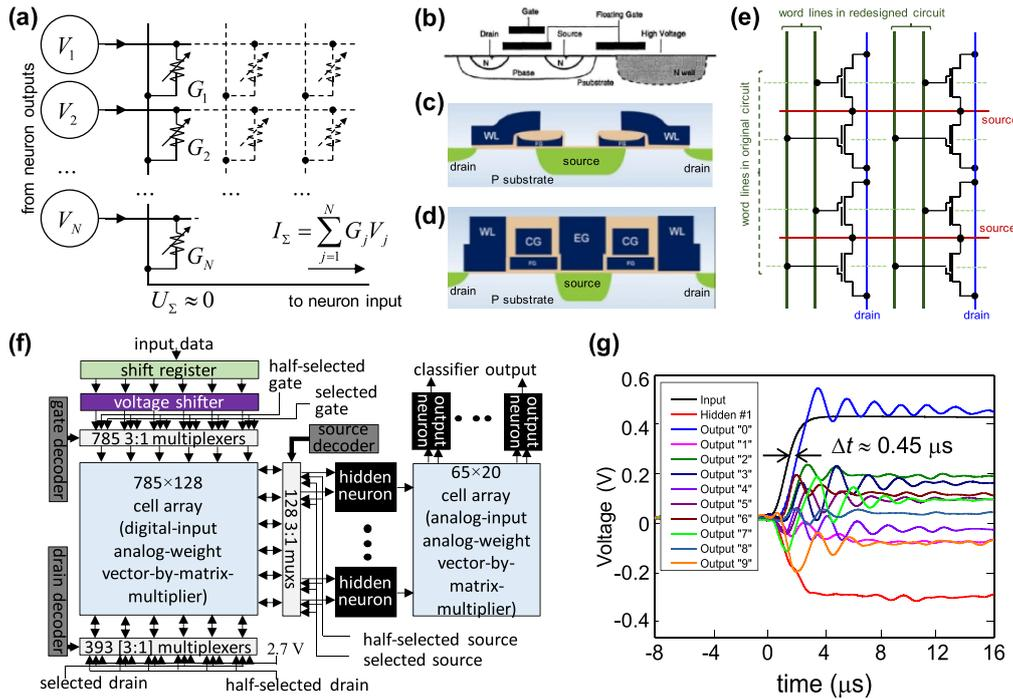 (a)
from neuron outputs
V1
V2
...
VN
G1
G2
GN
... ... ...
IΣ = ∑ j=1 N GjVj
UΣ ≈ 0
to neuron input
(b)
Gate
Floating Gate
Drain
Source
High Voltage
N
N
Pbase
Psubstrate
N well
(c)
WL
FG
FG
WL
drain
source
drain
P substrate
(d)
WL
CG
EG
CG
WL
FG
FG
drain
source
drain
P substrate
(e)
word lines in redesigned circuit
word lines in original circuit
source
source
drain
drain
(f)
input data
shift register
voltage shifter
half-selected
gate
selected
gate
gate decoder
785 3:1 multiplexers
source
decoder
785×128
cell array
(digital-input
analog-weight
vector-by-matrix-
multiplier)
128 3:1 muxs
hidden
neuron
hidden
neuron
classifier output
output
neuron
output
neuron
65×20
cell array
(analog-input
analog-weight
vector-
by-
matrix-
multiplier)
drain decoder
393 [3:1] multiplexers
2.7 V
half-selected source
selected source
selected drain
half-selected drain
(g)
Voltage (V)
0.6
0.4
0.2
0
-0.2
-0.4
Input
Hidden #1
Output "0"
Output "1"
Output "2"
Output "3"
Output "4"
Output "5"
Output "6"
Output "7"
Output "8"
Output "9"
Δt ≈ 0.45 μs
-8 -4 0 4 8 12 16
time (μs)